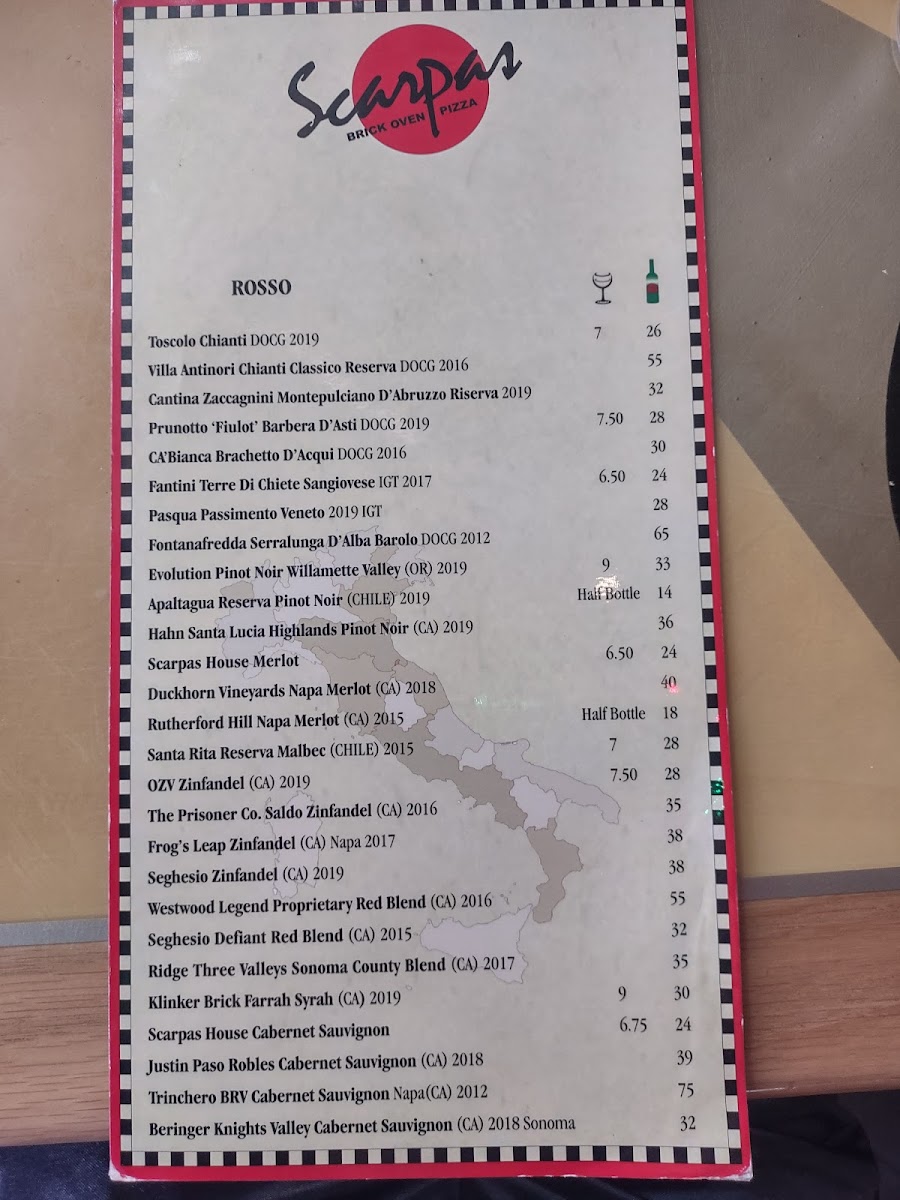 Scarpas
BRICK OVEN PIZZA
ROSSO
Toscolo Chianti DOCG 2019 7 26
Villa Antinori Chianti Classico Reserva DOCG 2016 55
Cantina Zaccagnini Montepulciano D'Abruzzo Riserva 2019 32
Prunotto 'Fiulot' Barbera D'Asti DOCG 2019 7.50 28
CA'Bianca Brachetto D'Acqui DOCG 2016 30
Fantini Terre Di Chiete Sangiovese IGT 2017 6.50 24
Pasqua Passimento Veneto 2019 IGT 28
Fontanafredda Serralunga D'Alba Barolo DOCG 2012 65
Evolution Pinot Noir Willamette Valley (OR) 2019 9 33
Apaltagua Reserva Pinot Noir (CHILE) 2019 Half Bottle 14
Hahn Santa Lucia Highlands Pinot Noir (CA) 2019 36
Scarpas House Merlot 6.50 24
Duckhorn Vineyards Napa Merlot (CA) 2018 40
Rutherford Hill Napa Merlot (CA) 2015 Half Bottle 18
Santa Rita Reserva Malbec (CHILE) 2015 7 28
OZV Zinfandel (CA) 2019 7.50 28
The Prisoner Co. Saldo Zinfandel (CA) 2016 35
Frog's Leap Zinfandel (CA) Napa 2017 38
Seghesio Zinfandel (CA) 2019 38
Westwood Legend Proprietary Red Blend (CA) 2016 55
Seghesio Defiant Red Blend (CA) 2015 32
Ridge Three Valleys Sonoma County Blend (CA) 2017 35
Klinker Brick Farrah Syrah (CA) 2019 9 30
Scarpas House Cabernet Sauvignon 6.75 24
Justin Paso Robles Cabernet Sauvignon (CA) 2018 39
Trinchero BRV Cabernet Sauvignon Napa(CA) 2012 75
Beringer Knights Valley Cabernet Sauvignon (CA) 2018 Sonoma 32